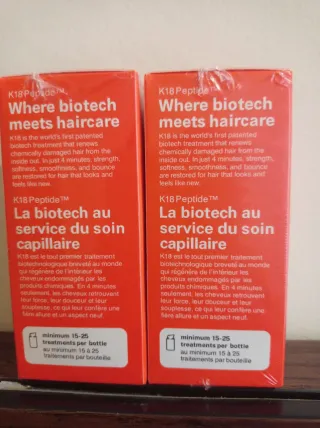 K18Peptide™
Where biotech
meets haircare
K18 is the world's first patented
biotech treatment that renews
chemically damaged hair from the
inside out. In just 4 minutes, strength,
softness, smoothness, and bounce
are restored for hair that looks and
feels like new.
K18Peptide™
La biotech au
service du soin
capillaire
K18 est le tout premier traitement
biotechnologique breveté au monde
qui régénère de l'intérieur les
cheveux endommagés par les
produits chimiques. En 4 minutes
seulement, les cheveux retrouvent
leur force, leur douceur et leur
souplesse, ce qui leur confère une
fière allure et un aspect neuf.
minimum 15-25
treatments per bottle
au minimum 15 à 25
traitements par bouteille
K18Peptide™
Where biotech
meets haircare
K18 is the world's first patented
biotech treatment that renews
chemically damaged hair from the
inside out. In just 4 minutes, strength,
softness, smoothness, and bounce
are restored for hair that looks and
feels like new.
K18Peptide™
La biotech au
service du soin
capillaire
K18 est le tout premier traitement
biotechnologique breveté au monde
qui régénère de l'intérieur les
cheveux endommagés par les
produits chimiques. En 4 minutes
seulement, les cheveux retrouvent
leur force, leur douceur et leur
souplesse, ce qui leur confère une
fière allure et un aspect neuf.
minimum 15-25
treatments per bottle
au minimum 15 à 25
traitements par bouteille